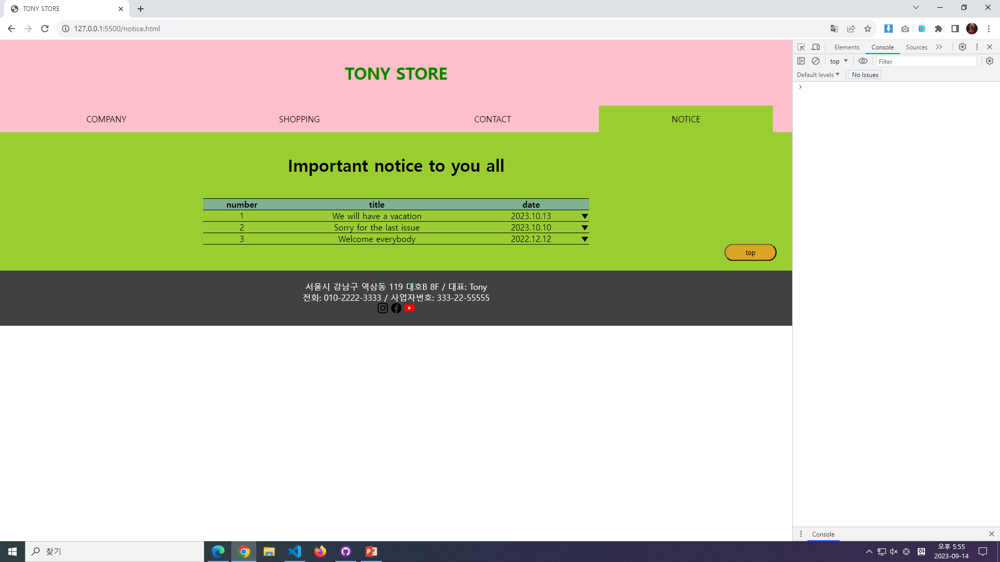 TONY STORE
127.0.0.1:5500/notice.html
Elements Console Sources
top Filter
Default levels No Issues
TONY STORE
COMPANY SHOPPING CONTACT NOTICE
Important notice to you all
number title date
1 We will have a vacation 2023.10.13 ▼
2 Sorry for the last issue 2023.10.10 ▼
3 Welcome everybody 2022.12.12 ▼
top
서울시 강남구 역삼동 119 대호B 8F / 대표: Tony
전화: 010-2222-3333 / 사업자번호: 333-22-55555
Console
찾기
한
오후 5:55
2023-09-14